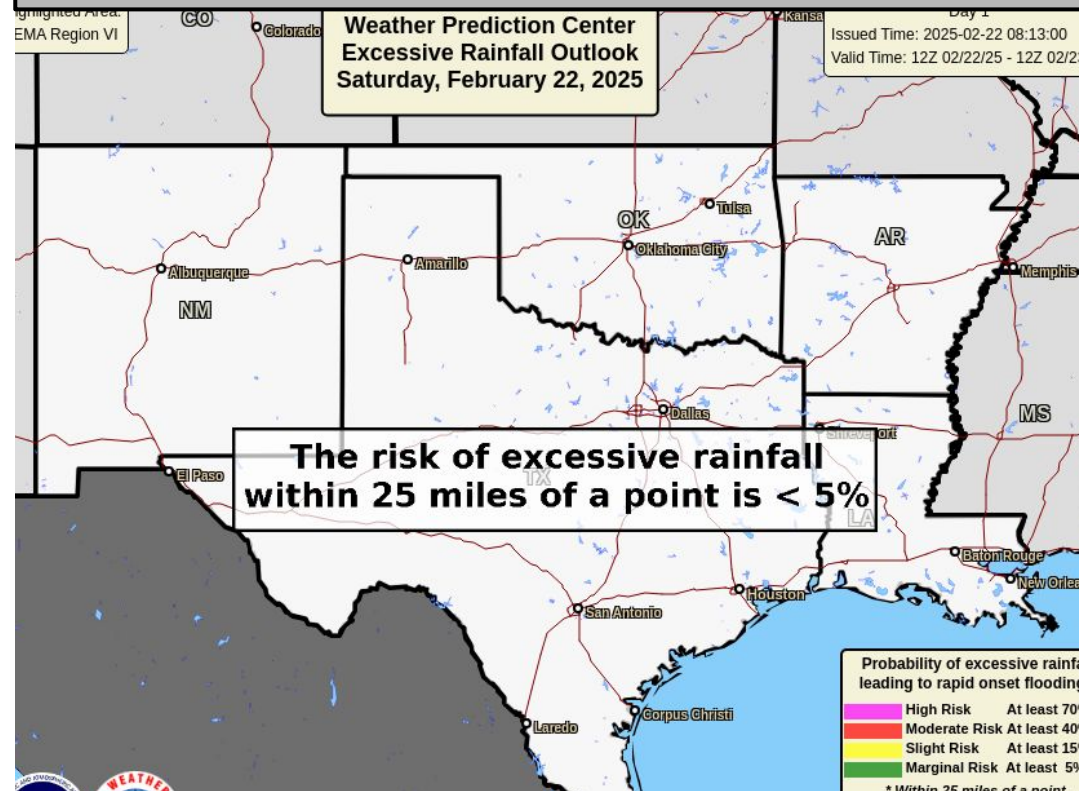 EMA Region VI
Weather Prediction Center
Excessive Rainfall Outlook
Saturday, February 22, 2025
Day 1
Issued Time: 2025-02-22 08:13:00
Valid Time: 12Z 02/22/25 - 12Z 02/2
CO
Colorado
Kansa
OK
Tulsa
Oklahoma City
AR
Memphis
Amarillo
Albuquerque
NM
Dallas
MS
Shreveport
El Paso
The risk of excessive rainfall
within 25 miles of a point is < 5%
TX
LA
Baton Rouge
New Orlea
Houston
San Antonio
Laredo
Corpus Christi
Probability of excessive rainfa
leading to rapid onset flooding
High Risk At least 70%
Moderate Risk At least 40%
Slight Risk At least 15%
Marginal Risk At least 5%
* Within 25 miles of a point
WEATHER